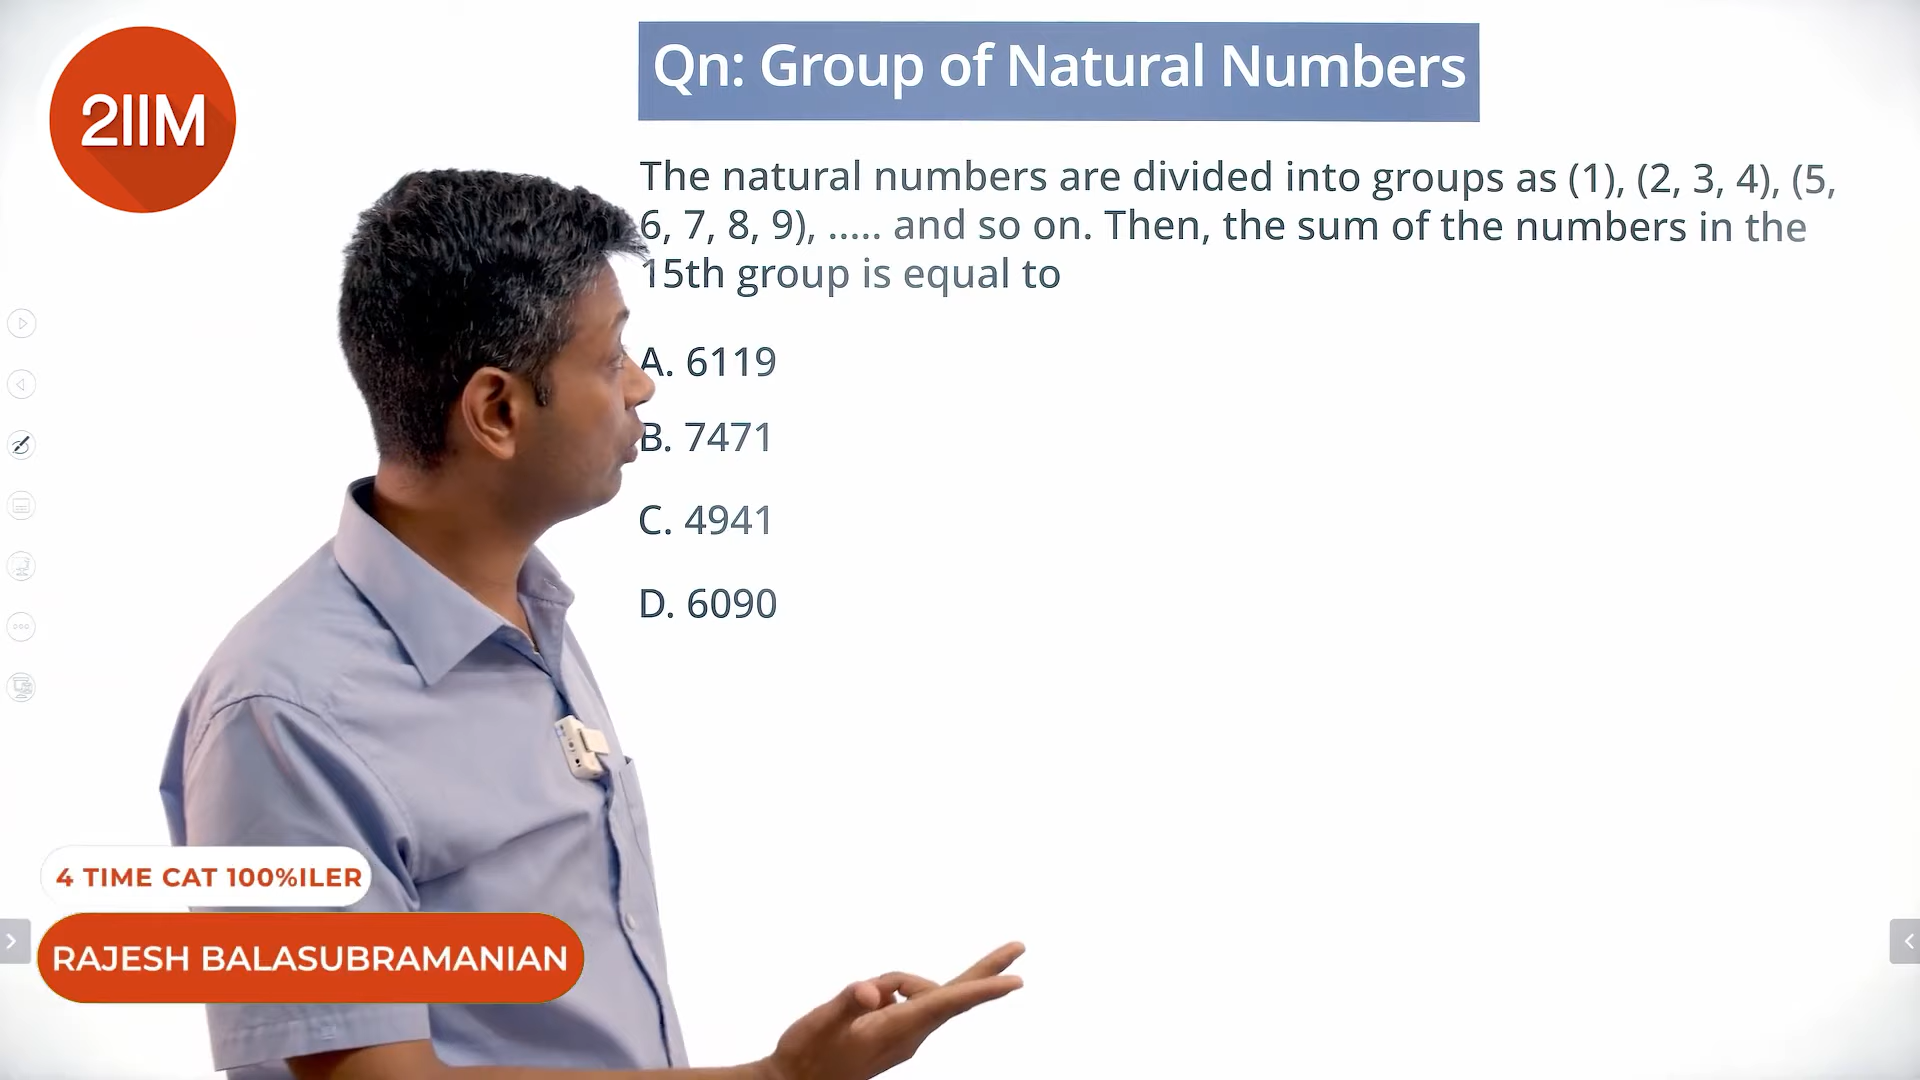 2IIM
Qn: Group of Natural Numbers
The natural numbers are divided into groups as (1), (2, 3, 4), (5,
6, 7, 8, 9), ..... and so on. Then, the sum of the numbers in the
15th group is equal to
A. 6119
B. 7471
C. 4941
D. 6090
4 TIME CAT 100%ILER
RAJESH BALASUBRAMANIAN